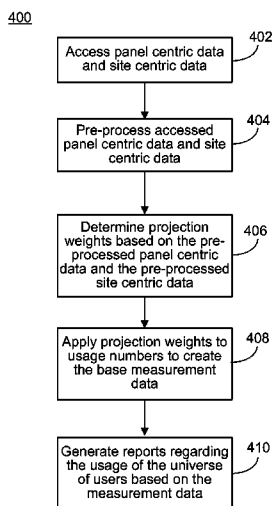 400
402
Access panel centric data
and site centric data
404
Pre-process accessed
panel centric data and site
centric data
Determine projection
weights based on the pre-
processed panel centric
data and the pre-processed
site centric data
406
Apply projection weights to
usage numbers to create
the base measurement
data
408
Generate reports regarding
the usage of the universe
of users based on the
measurement data
410